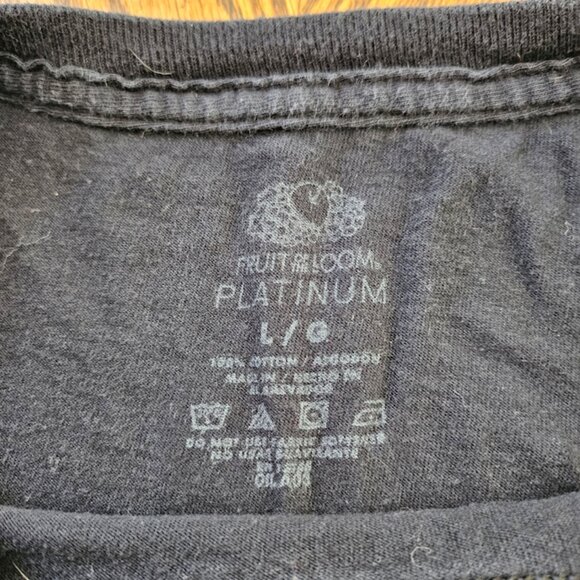 FRUIT OF THE LOOM®
PLATINUM
L / G
100% COTTON / ALGODON
MADE IN / HECHO EN
EL SALVADOR
DO NOT USE FABRIC SOFTENER
NO USAR SUAVIZANTE